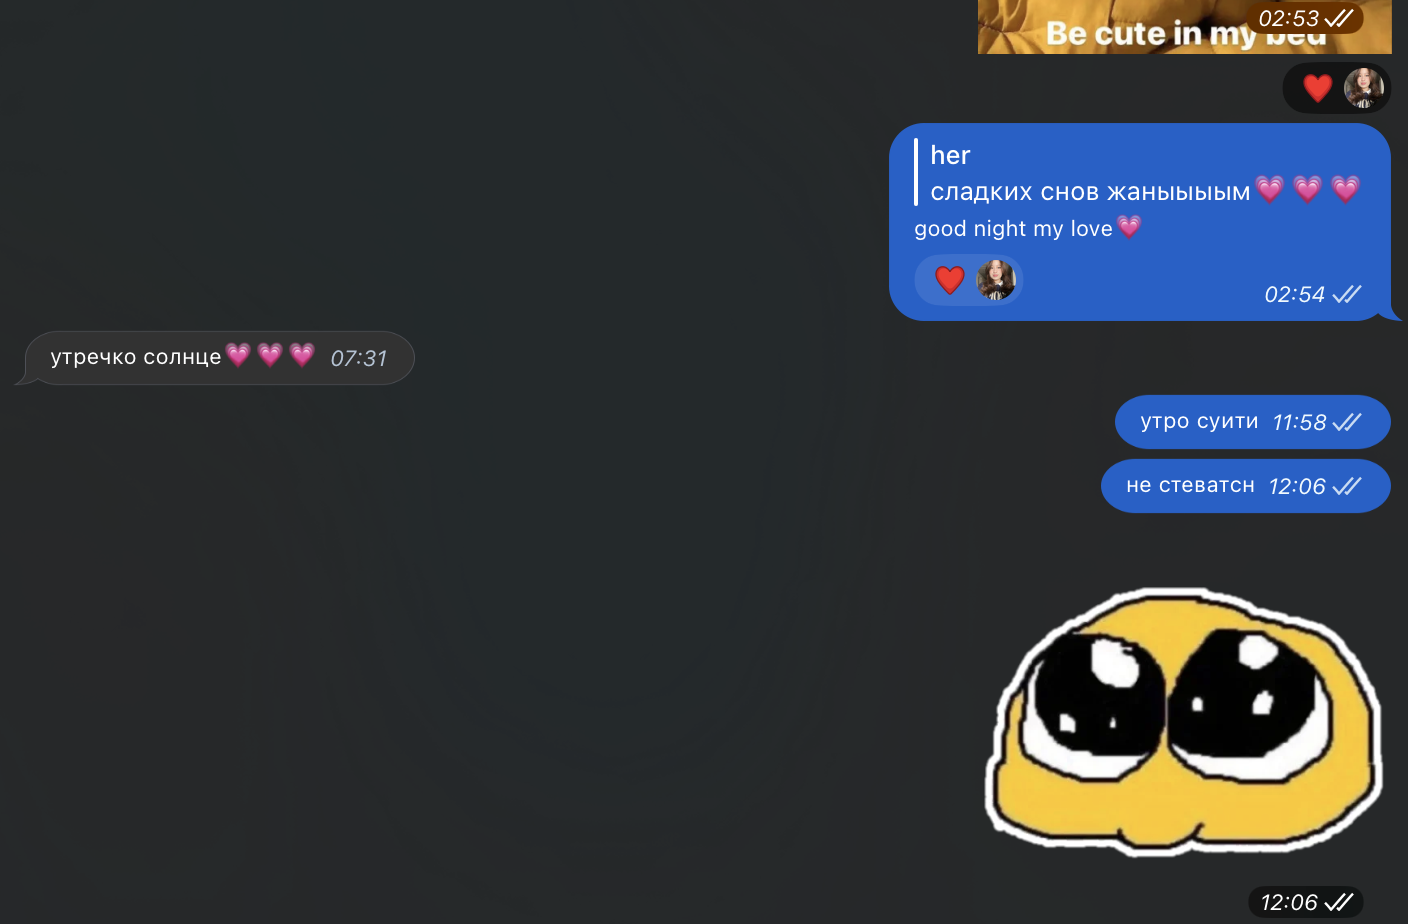 Be cute in my bed
02:53
her
сладких снов жаныыыым💗💗💗
good night my love💗
02:54
утречко солнце💗💗💗 07:31
утро суити 11:58
не стеватсн 12:06
12:06